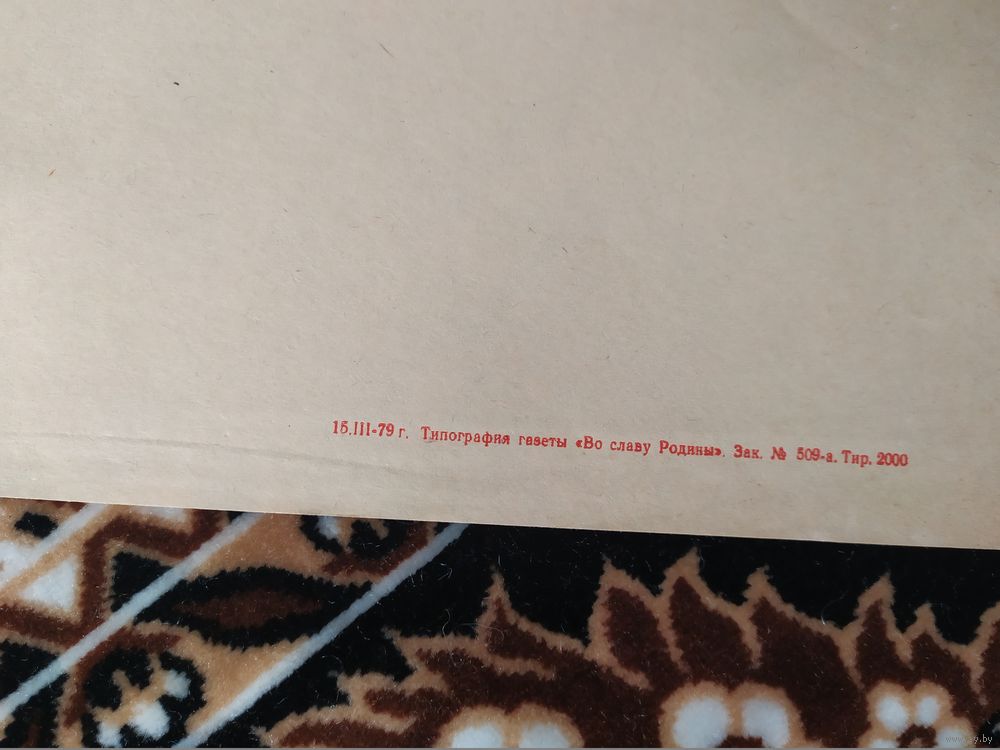 15.III-79 г. Типография газеты «Во славу Родины». Зак. № 509-а. Тир. 2000